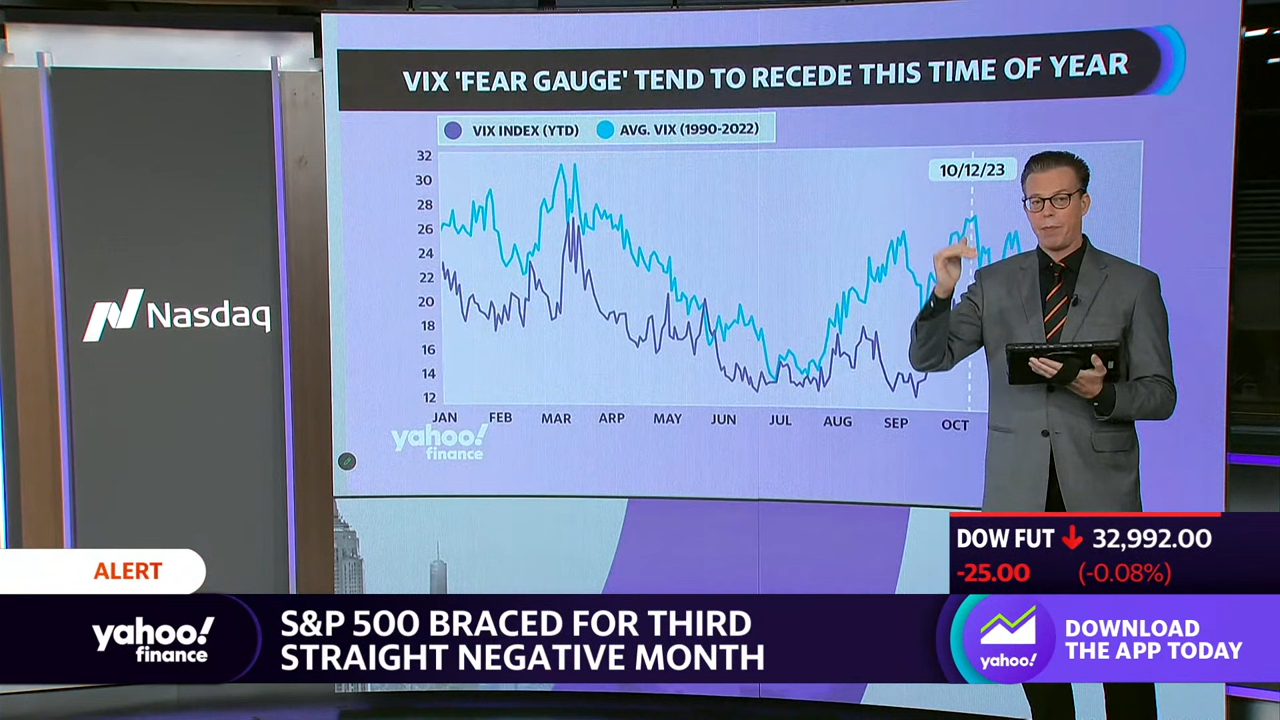 VIX 'FEAR GAUGE' TEND TO RECEDE THIS TIME OF YEAR
VIX INDEX (YTD) AVG. VIX (1990-2022)
32
30
28
26
24
22
20
18
16
14
12
10/12/23
JAN FEB MAR ARP MAY JUN JUL AUG SEP OCT
yahoo!
finance
Nasdaq
DOW FUT 32,992.00
-25.00 (-0.08%)
ALERT
yahoo!
finance
S&P 500 BRACED FOR THIRD
STRAIGHT NEGATIVE MONTH
yahoo!
DOWNLOAD
THE APP TODAY